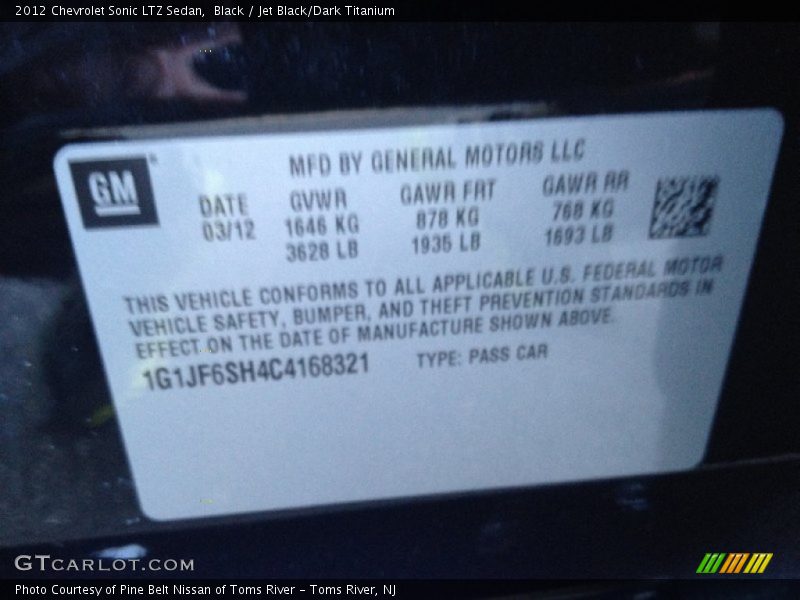 2012 Chevrolet Sonic LTZ Sedan,  Black / Jet Black/Dark Titanium
GM
MFD BY GENERAL MOTORS LLC
DATE GVWR GAWR FRT GAWR RR
03/12 1646 KG 878 KG 768 KG
3628 LB 1935 LB 1693 LB
THIS VEHICLE CONFORMS TO ALL APPLICABLE U.S. FEDERAL MOTOR
VEHICLE SAFETY, BUMPER, AND THEFT PREVENTION STANDARDS IN
EFFECT ON THE DATE OF MANUFACTURE SHOWN ABOVE.
1G1JF6SH4C4168321 TYPE: PASS CAR
GTCARLOT.COM
Photo Courtesy of Pine Belt Nissan of Toms River – Toms River, NJ